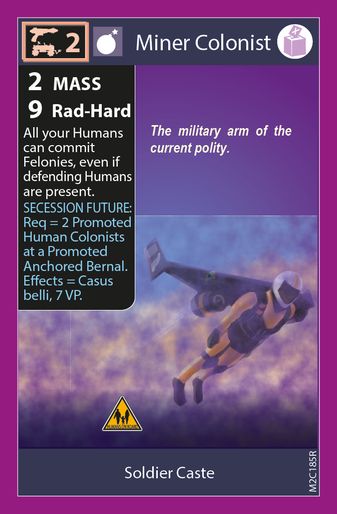 2
Miner Colonist
2 MASS
9 Rad-Hard
All your Humans
can commit
Felonies, even if
defending Humans
are present.
SECESSION FUTURE:
Req = 2 Promoted
Human Colonists
at a Promoted
Anchored Bernal.
Effects = Casus
belli, 7 VP.
The military arm of the
current polity.
Soldier Caste
M2C185R